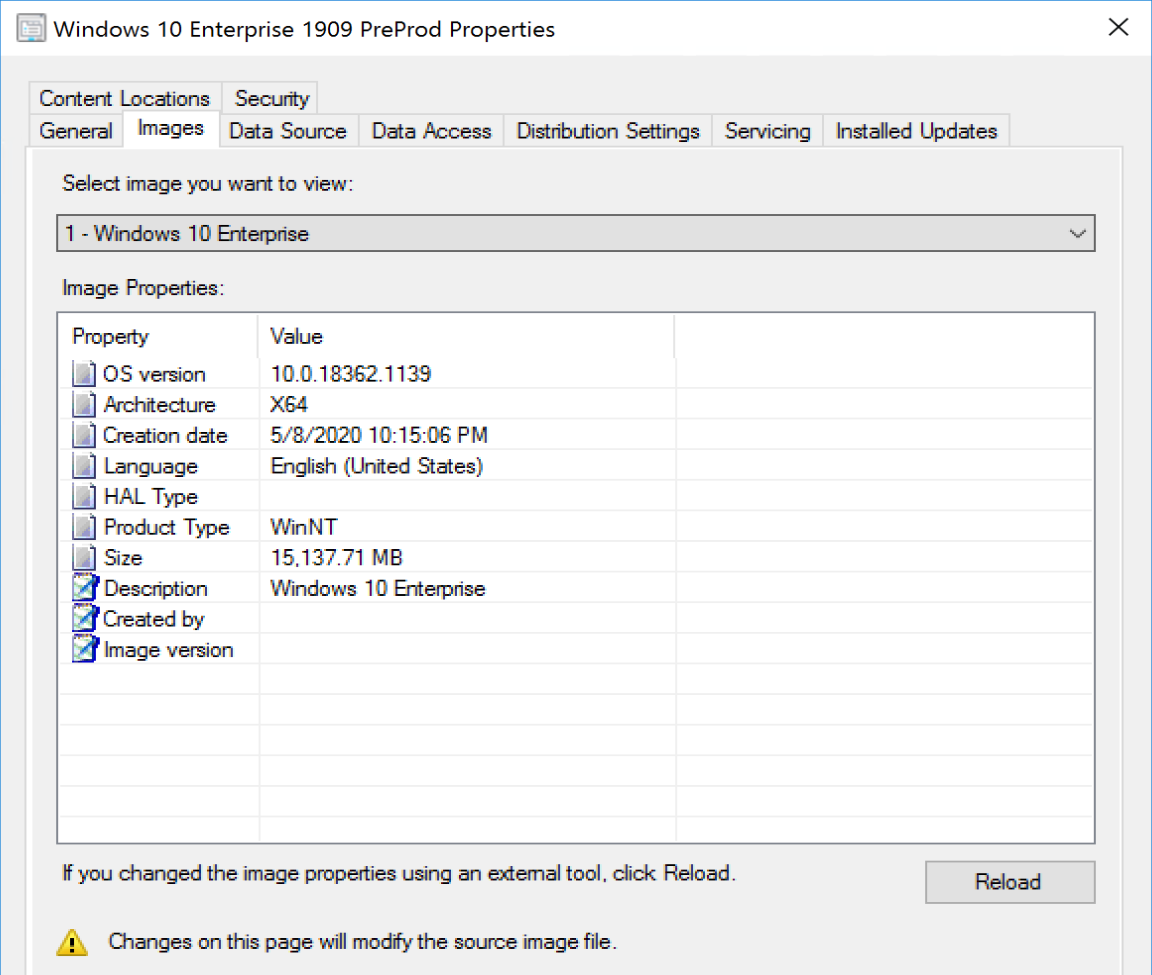 Windows 10 Enterprise 1909 PreProd Properties
Content Locations Security
General Images Data Source Data Access Distribution Settings Servicing Installed Updates
Select image you want to view:
1 - Windows 10 Enterprise
Image Properties:
Property Value
OS version 10.0.18362.1139
Architecture X64
Creation date 5/8/2020 10:15:06 PM
Language English (United States)
HAL Type
Product Type WinNT
Size 15,137.71 MB
Description Windows 10 Enterprise
Created by
Image version
If you changed the image properties using an external tool, click Reload.
Reload
Changes on this page will modify the source image file.